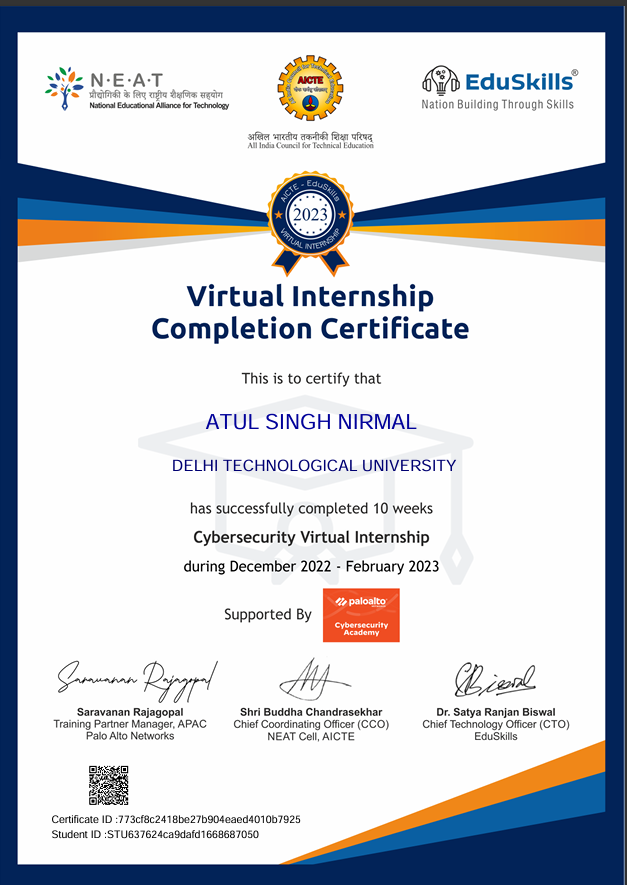 N·E·A·T
प्रौद्योगिकी के लिए राष्ट्रीय शैक्षणिक सहयोग
National Educational Alliance for Technology
AICTE
अखिल भारतीय तकनीकी शिक्षा परिषद्
All India Council for Technical Education
EduSkills®
Nation Building Through Skills
AICTE - EduSkills
2023
VIRTUAL INTERNSHIP
Virtual Internship
Completion Certificate
This is to certify that
ATUL SINGH NIRMAL
DELHI TECHNOLOGICAL UNIVERSITY
has successfully completed 10 weeks
Cybersecurity Virtual Internship
during December 2022 - February 2023
Supported By
paloalto
Cybersecurity
Academy
Saravanan Rajagopal
Saravanan Rajagopal
Training Partner Manager, APAC
Palo Alto Networks
Shri Buddha Chandrasekhar
Chief Coordinating Officer (CCO)
NEAT Cell, AICTE
Dr. Satya Ranjan Biswal
Chief Technology Officer (CTO)
EduSkills
Certificate ID :773cf8c2418be27b904eaed4010b7925
Student ID :STU637624ca9dafd1668687050